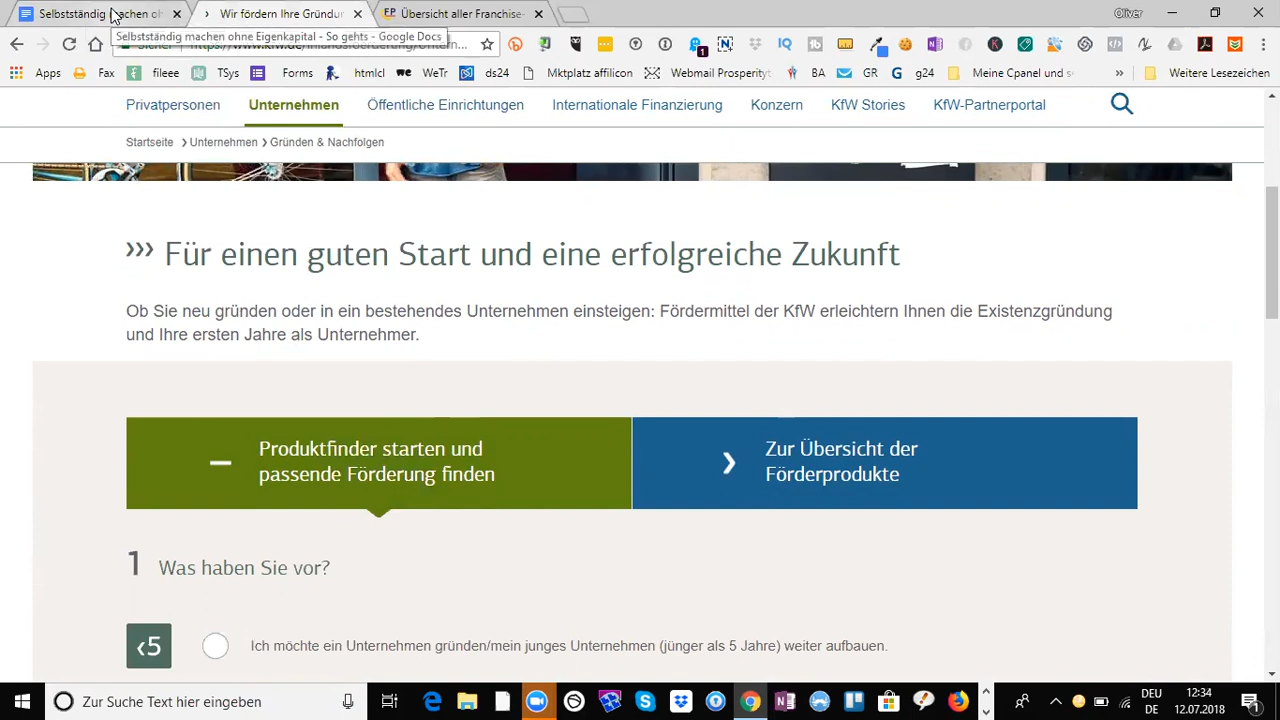 Selbstständig machen oh
Wir fördern Ihre Gründur
Übersicht aller Franchise-
Oliver
Selbstständig machen ohne Eigenkapital - So gehts - Google Docs
Apps
Fax
fileee
TSys
Forms
htmlcl
WeTr
ds24
Mktplatz affilicon
Webmail Prosperity
BA
GR
g24
Meine Cpanel und s
Weitere Lesezeichen
Privatpersonen
Unternehmen
Öffentliche Einrichtungen
Internationale Finanzierung
Konzern
KfW Stories
KfW-Partnerportal
Startseite
Unternehmen
Gründen & Nachfolgen
Für einen guten Start und eine erfolgreiche Zukunft
Ob Sie neu gründen oder in ein bestehendes Unternehmen einsteigen: Fördermittel der KfW erleichtern Ihnen die Existenzgründung
und Ihre ersten Jahre als Unternehmer.
Produktfinder starten und
passende Förderung finden
Zur Übersicht der
Förderprodukte
1 Was haben Sie vor?
<5
Ich möchte ein Unternehmen gründen/mein junges Unternehmen (jünger als 5 Jahre) weiter aufbauen.
Zur Suche Text hier eingeben
DEU
DE
12:34
12.07.2018